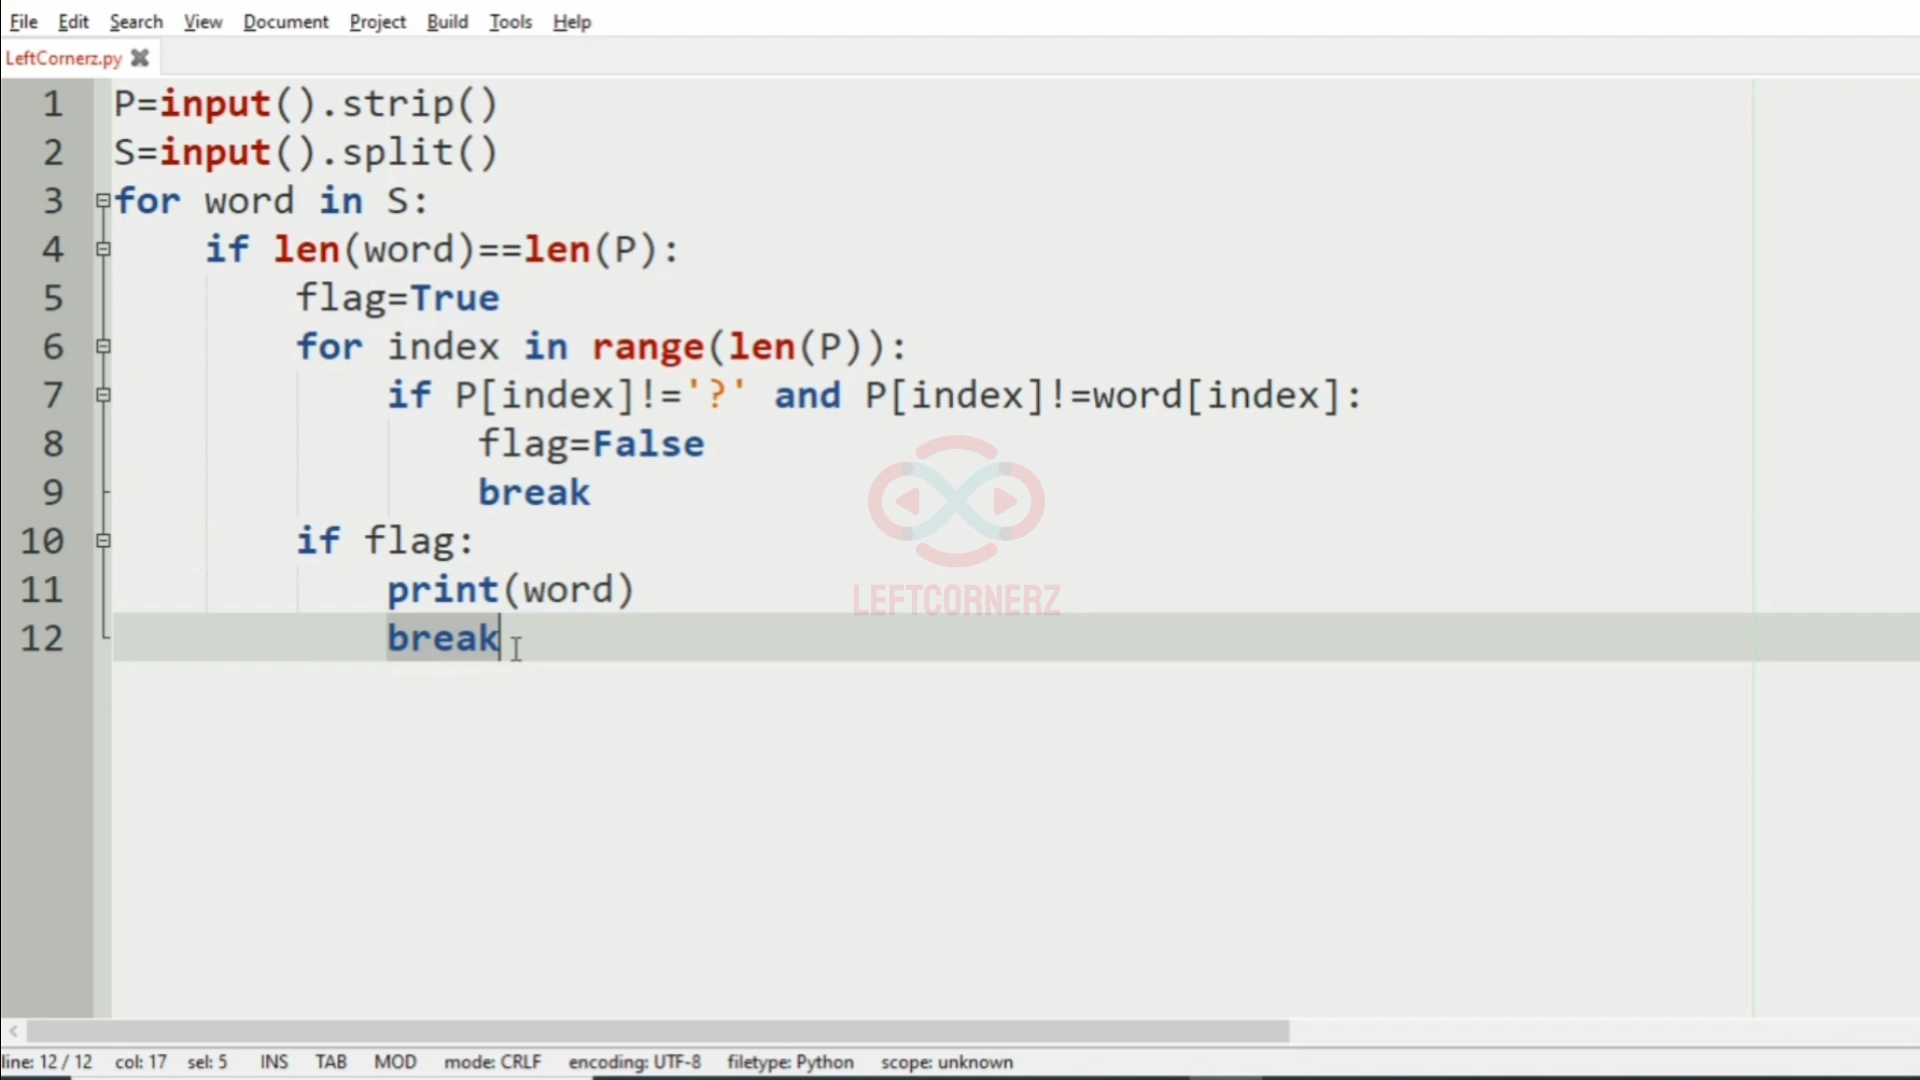 File Edit Search View Document Project Build Tools Help
LeftCornerz.py
1 P=input().strip()
2 S=input().split()
3 for word in S:
4     if len(word)==len(P):
5         flag=True
6         for index in range(len(P)):
7             if P[index]!='?' and P[index]!=word[index]:
8                 flag=False
9                 break
10         if flag:
11             print(word)
12             break
LEFTCORNERZ
line: 12 / 12 col: 17 sel: 5 INS TAB MOD mode: CRLF encoding: UTF-8 filetype: Python scope: unknown